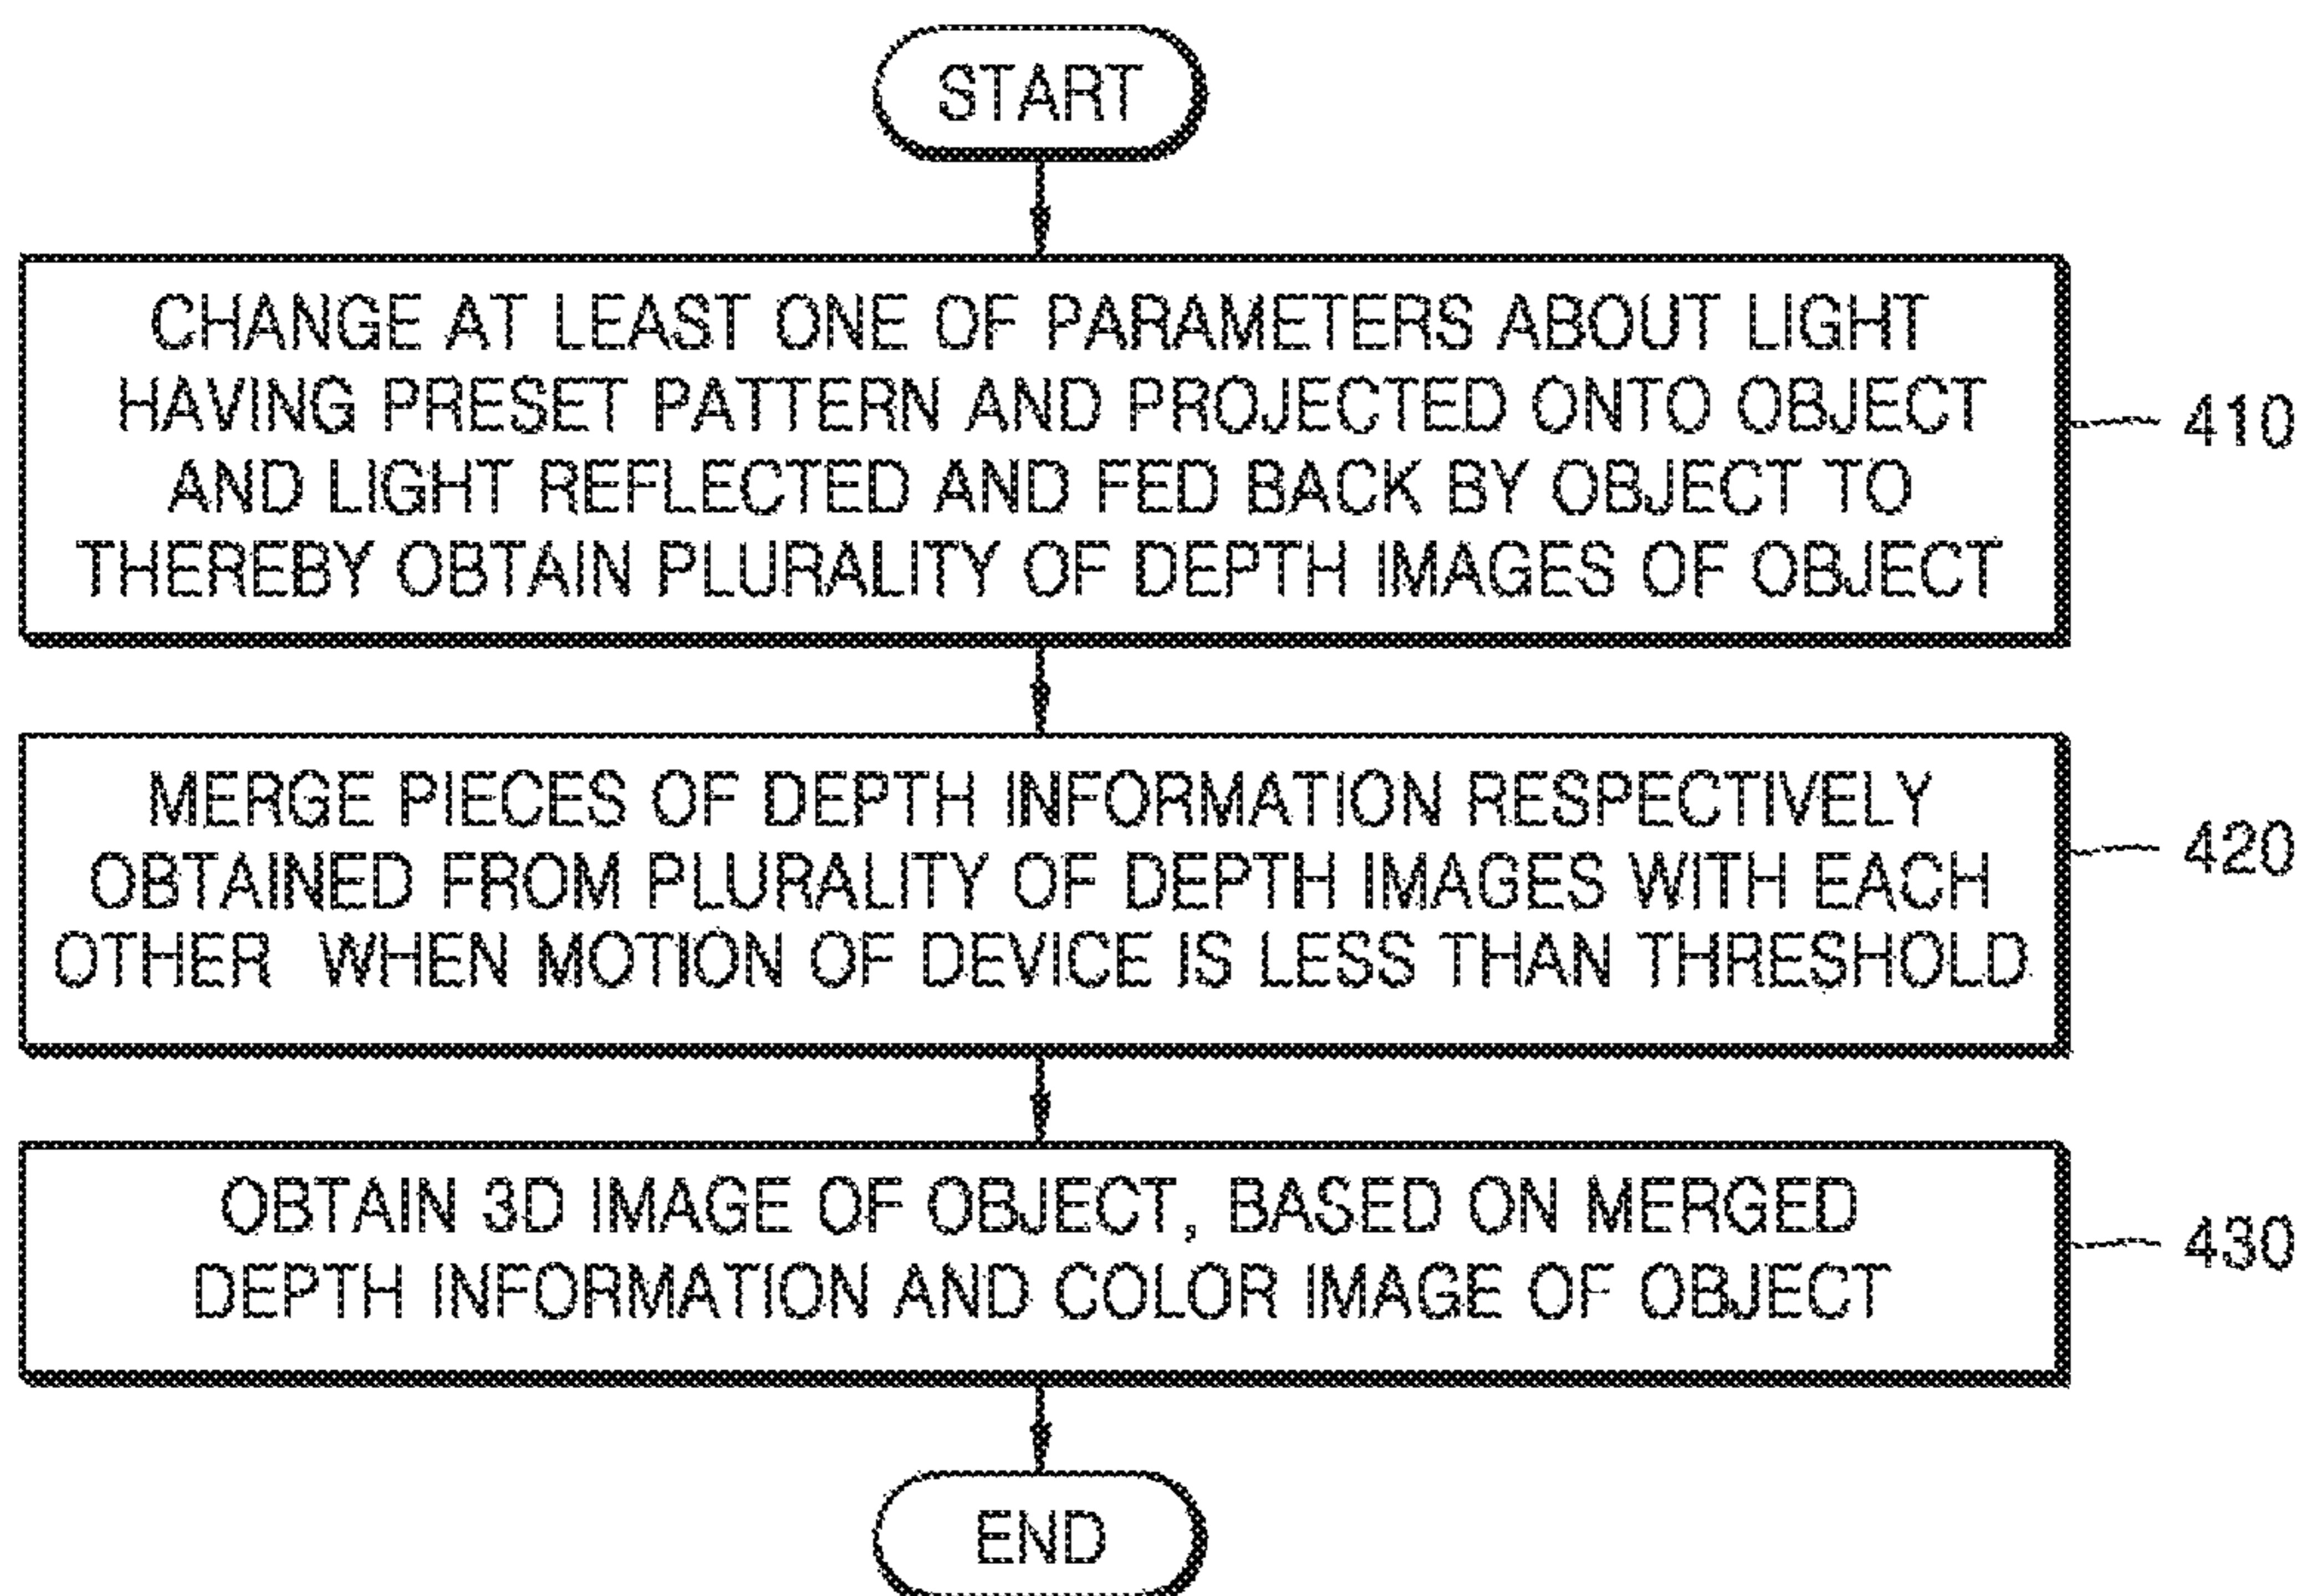 START
CHANGE AT LEAST ONE OF PARAMETERS ABOUT LIGHT
HAVING PRESET PATTERN AND PROJECTED ONTO OBJECT
AND LIGHT REFLECTED AND FED BACK BY OBJECT TO
THEREBY OBTAIN PLURALITY OF DEPTH IMAGES OF OBJECT
410
MERGE PIECES OF DEPTH INFORMATION RESPECTIVELY
OBTAINED FROM PLURALITY OF DEPTH IMAGES WITH EACH
OTHER WHEN MOTION OF DEVICE IS LESS THAN THRESHOLD
420
OBTAIN 3D IMAGE OF OBJECT, BASED ON MERGED
DEPTH INFORMATION AND COLOR IMAGE OF OBJECT
430
END